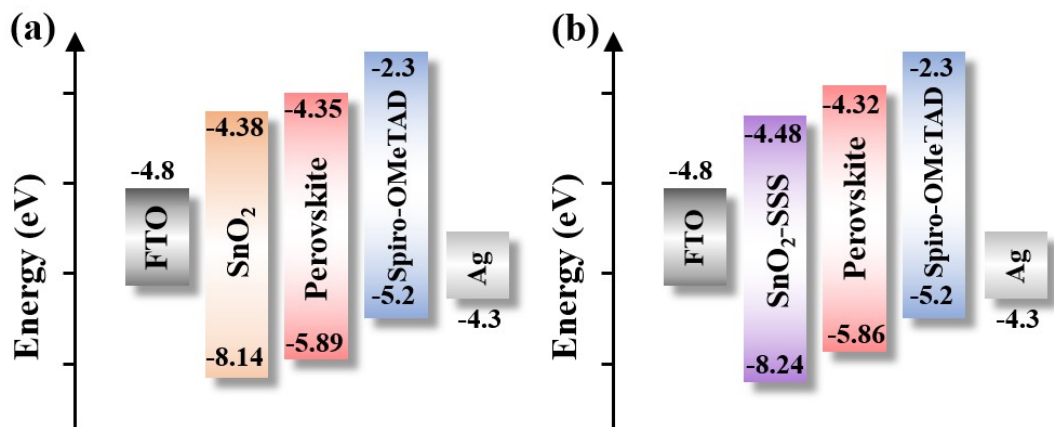 (a)
Energy (eV)
-4.8
FTO
-4.38
SnO₂
-8.14
-4.35
Perovskite
-5.89
-2.3
Spiro-OMeTAD
-5.2
Ag
-4.3
(b)
Energy (eV)
-4.8
FTO
-4.48
SnO₂-SSS
-8.24
-4.32
Perovskite
-5.86
-2.3
Spiro-OMeTAD
-5.2
Ag
-4.3